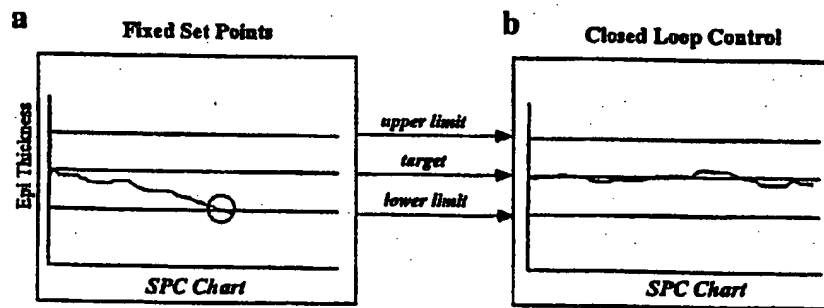 a
Fixed Set Points
b
Closed Loop Control
Epi Thickness
upper limit
target
lower limit
SPC Chart
SPC Chart